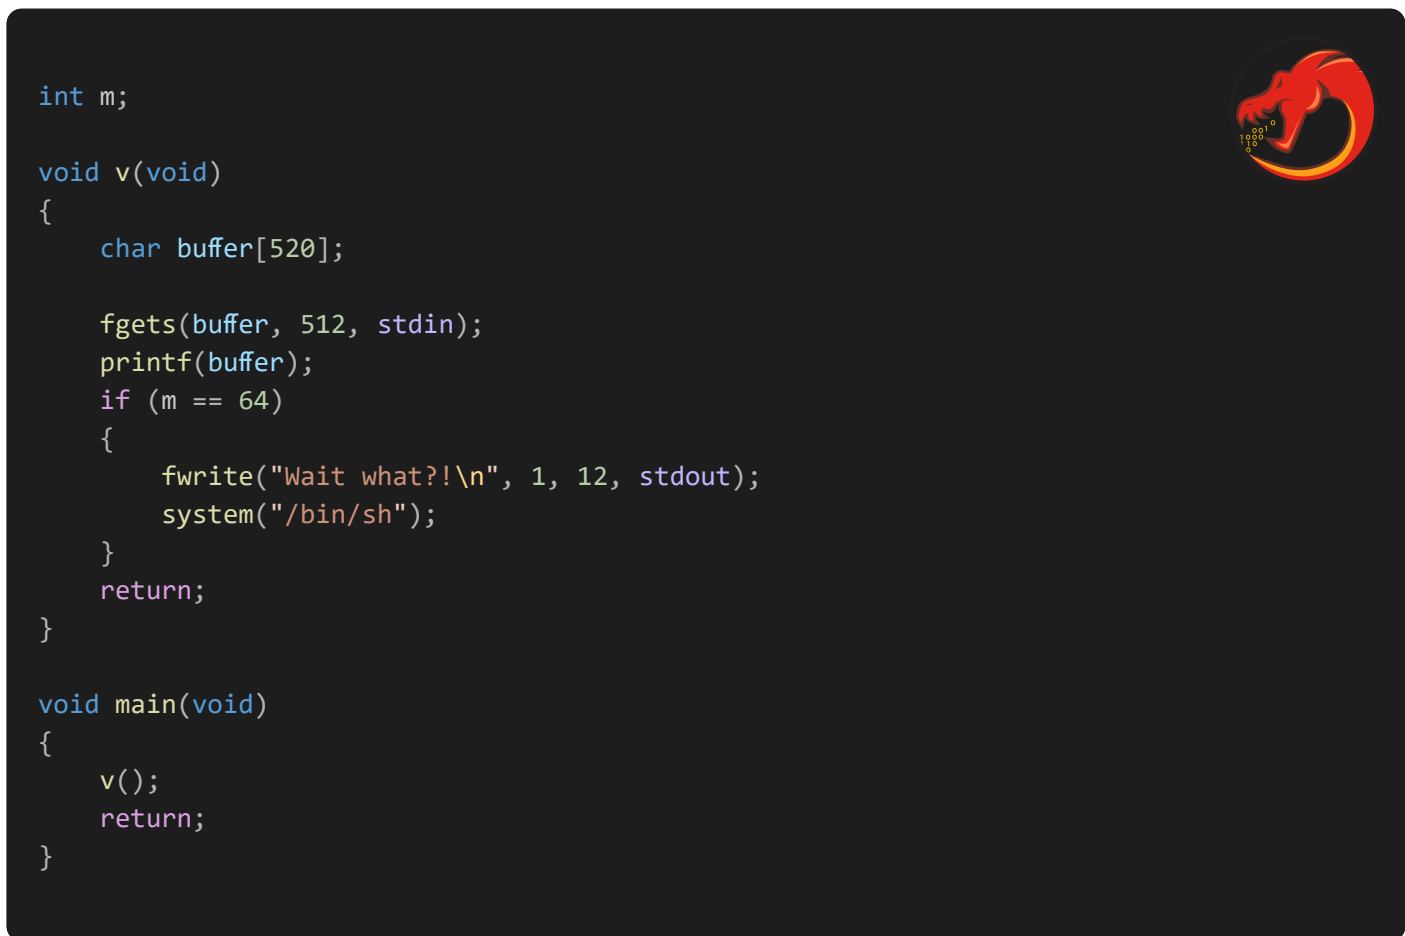 int m;
void v(void)
{
    char buffer[520];
    fgets(buffer, 512, stdin);
    printf(buffer);
    if (m == 64)
    {
        fwrite("Wait what?!\n", 1, 12, stdout);
        system("/bin/sh");
    }
    return;
}
void main(void)
{
    v();
    return;
}